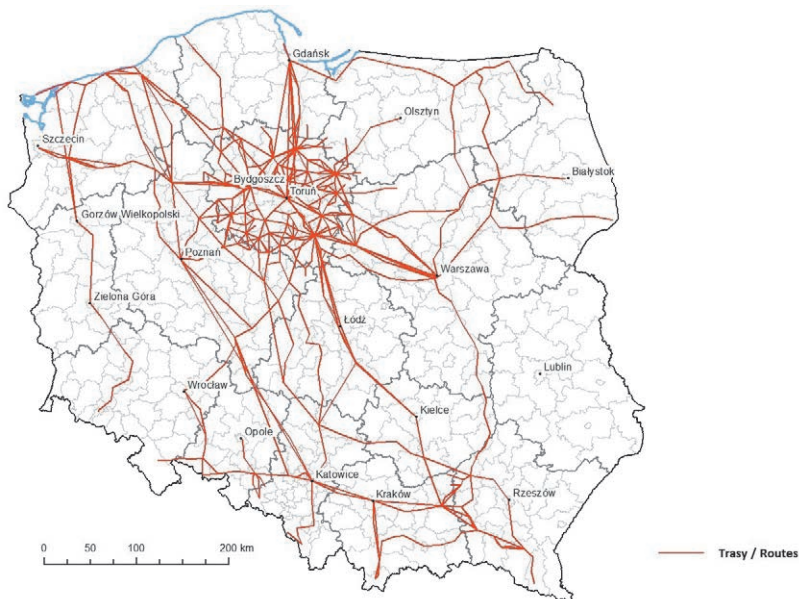 Gdańsk
Olsztyn
Szczecin
Białystok
Bydgoszcz
Toruń
Gorzów Wielkopolski
Poznań
Warszawa
Zielona Góra
Łódź
Lublin
Wrocław
Kielce
Opole
Katowice
Kraków
Rzeszów
0 50 100 200 km
Trasy / Routes